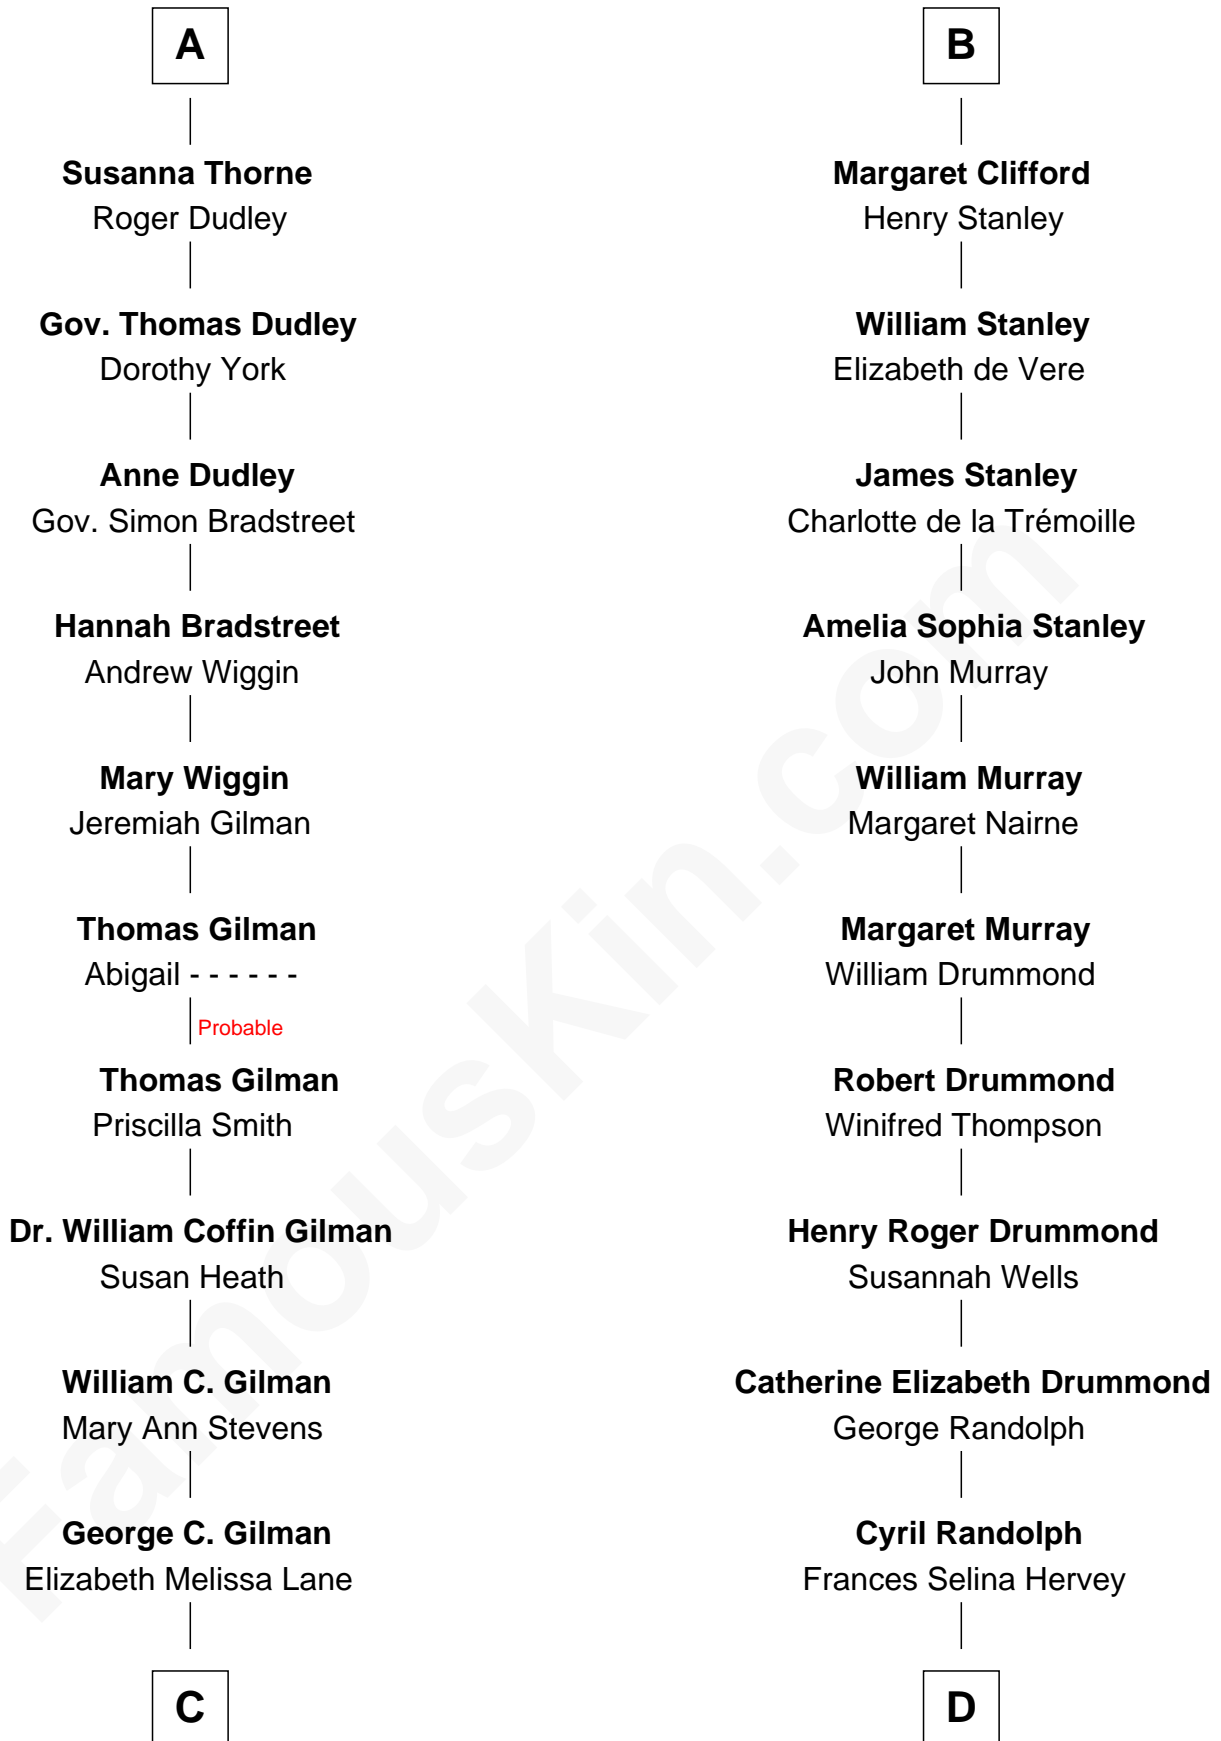 A
Susanna Thorne
Roger Dudley
Gov. Thomas Dudley
Dorothy York
Anne Dudley
Gov. Simon Bradstreet
Hannah Bradstreet
Andrew Wiggin
Mary Wiggin
Jeremiah Gilman
Thomas Gilman
Abigail - - - - - -
Probable
Thomas Gilman
Priscilla Smith
Dr. William Coffin Gilman
Susan Heath
William C. Gilman
Mary Ann Stevens
George C. Gilman
Elizabeth Melissa Lane
C
B
Margaret Clifford
Henry Stanley
William Stanley
Elizabeth de Vere
James Stanley
Charlotte de la Trémoille
Amelia Sophia Stanley
John Murray
William Murray
Margaret Nairne
Margaret Murray
William Drummond
Robert Drummond
Winifred Thompson
Henry Roger Drummond
Susannah Wells
Catherine Elizabeth Drummond
George Randolph
Cyril Randolph
Frances Selina Hervey
D
FamousKin.com